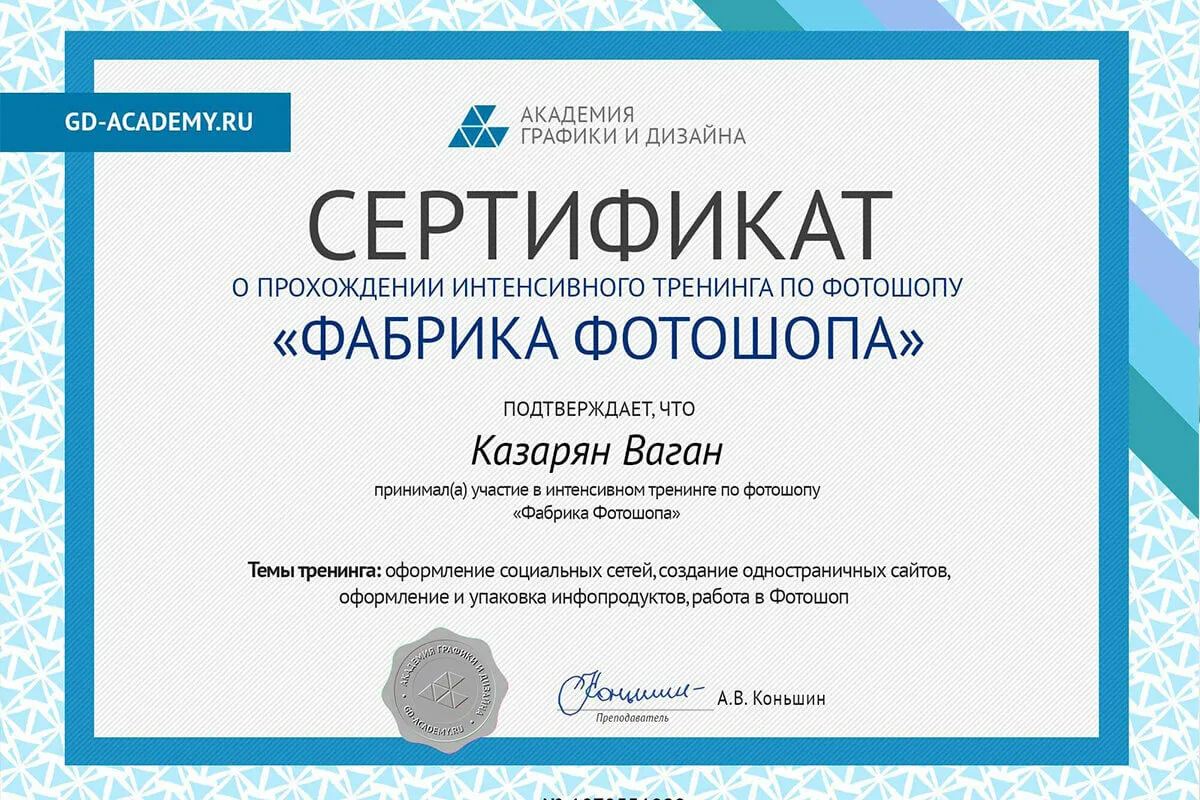 GD-ACADEMY.RU
АКАДЕМИЯ
ГРАФИКИ И ДИЗАЙНА
СЕРТИФИКАТ
О ПРОХОЖДЕНИИ ИНТЕНСИВНОГО ТРЕНИНГА ПО ФОТОШОПУ
«ФАБРИКА ФОТОШОПА»
ПОДТВЕРЖДАЕТ, ЧТО
Казарян Ваган
принимал(а) участие в интенсивном тренинге по фотошопу
«Фабрика Фотошопа»
Темы тренинга: оформление социальных сетей, создание одностраничных сайтов,
оформление и упаковка инфопродуктов, работа в Фотошоп
АКАДЕМИЯ ГРАФИКИ И ДИЗАЙНА
GD-ACADEMY.RU
Коньшин
А.В. Коньшин
Преподаватель